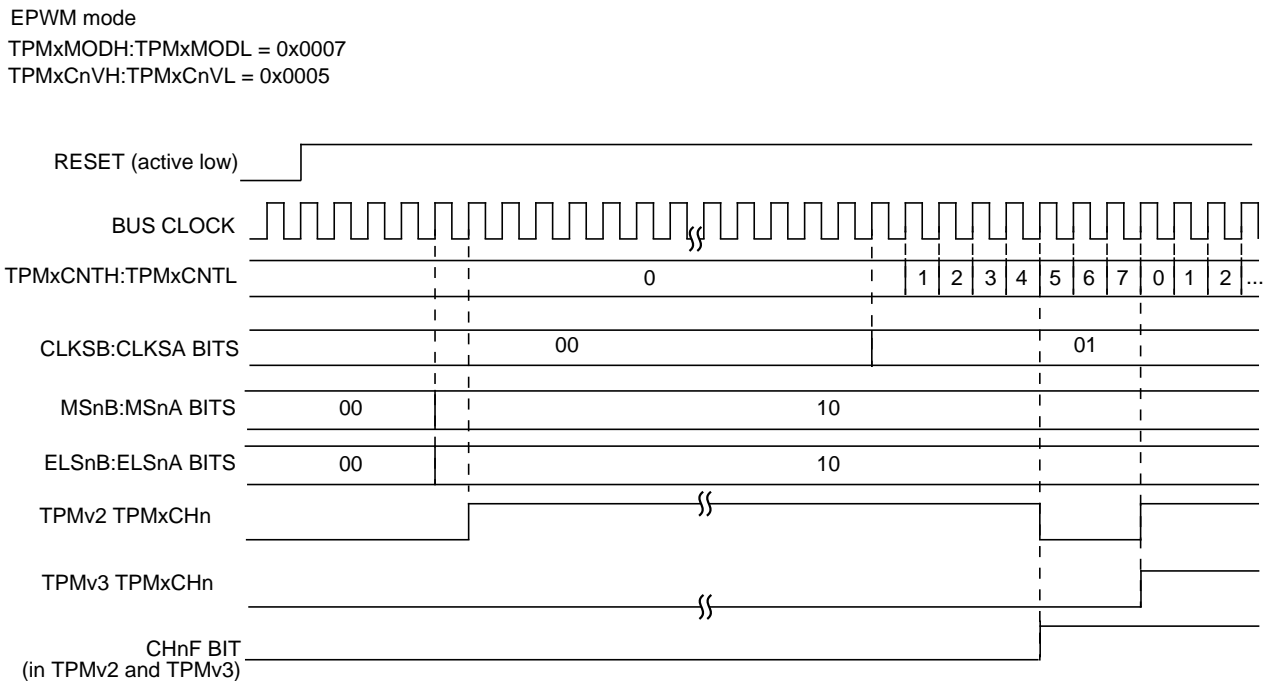 EPWM mode
TPMxMODH:TPMxMODL = 0x0007
TPMxCnVH:TPMxCnVL = 0x0005
RESET (active low)
BUS CLOCK
TPMxCNTH:TPMxCNTL 0 1 2 3 4 5 6 7 0 1 2 ...
CLKSB:CLKSA BITS 00 01
MSnB:MSnA BITS 00 10
ELSnB:ELSnA BITS 00 10
TPMv2 TPMxCHn
TPMv3 TPMxCHn
CHnF BIT
(in TPMv2 and TPMv3)